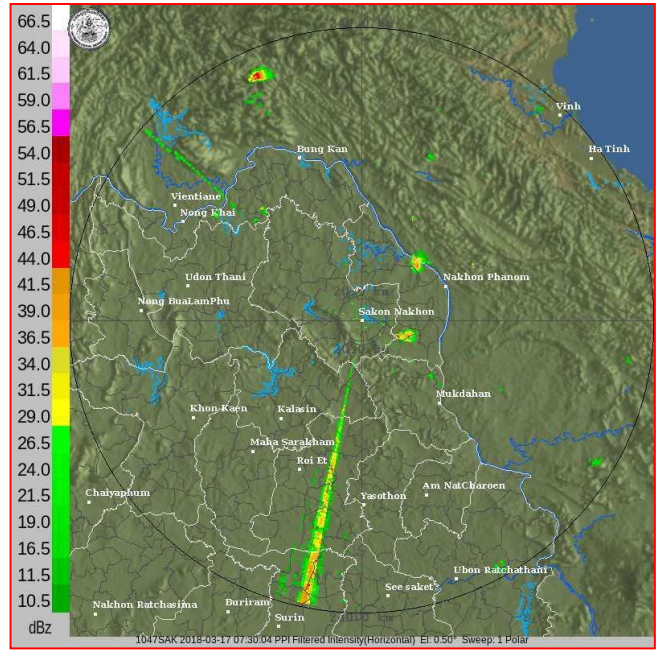 66.5
64.0
61.5
59.0
56.5
54.0
51.5
49.0
46.5
44.0
41.5
39.0
36.5
34.0
31.5
29.0
26.5
24.0
21.5
19.0
16.5
11.5
10.5
dBz
Vinh
Ha Tinh
Bung Kan
Vientiane
Nong Khai
Udon Thani
Nakhon Phanom
Nong BuaLamPhu
Sakon Nakhon
Mukdahan
Khon Kaen
Kalasin
Maha Sarakham
Roi Et
Chaiyaphum
Yasothon
Am NatCharoen
Ubon Ratchathani
See saket
Nakhon Ratchasima
Buriram
Surin
1047SAK 2018-03-17 07:30:04 PPI Filtered Intensity(Horizontal) El: 0.50° Sweep: 1 Polar